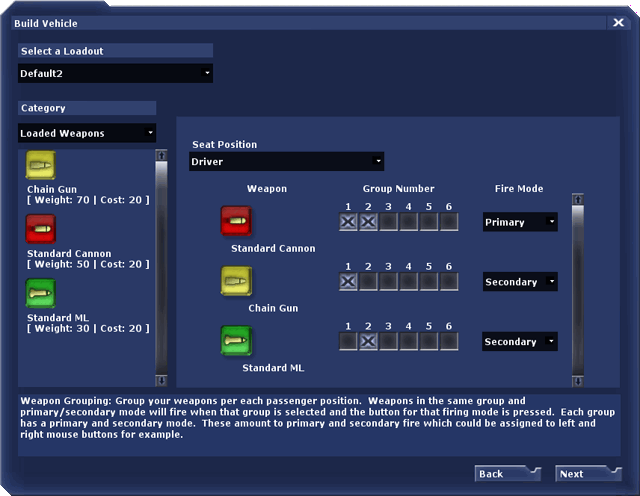 Build Vehicle
Select a Loadout
Default2
Category
Loaded Weapons
Chain Gun
[ Weight: 70 | Cost: 20 ]
Standard Cannon
[ Weight: 50 | Cost: 20 ]
Standard ML
[ Weight: 30 | Cost: 20 ]
Seat Position
Driver
Weapon Group Number Fire Mode
1 2 3 4 5 6
Primary
Standard Cannon
1 2 3 4 5 6
Secondary
Chain Gun
1 2 3 4 5 6
Secondary
Standard ML
Weapon Grouping: Group your weapons per each passenger position. Weapons in the same group and
primary/secondary mode will fire when that group is selected and the button for that firing mode is pressed. Each group
has a primary and secondary mode. These amount to primary and secondary fire which could be assigned to left and
right mouse buttons for example.
Back Next